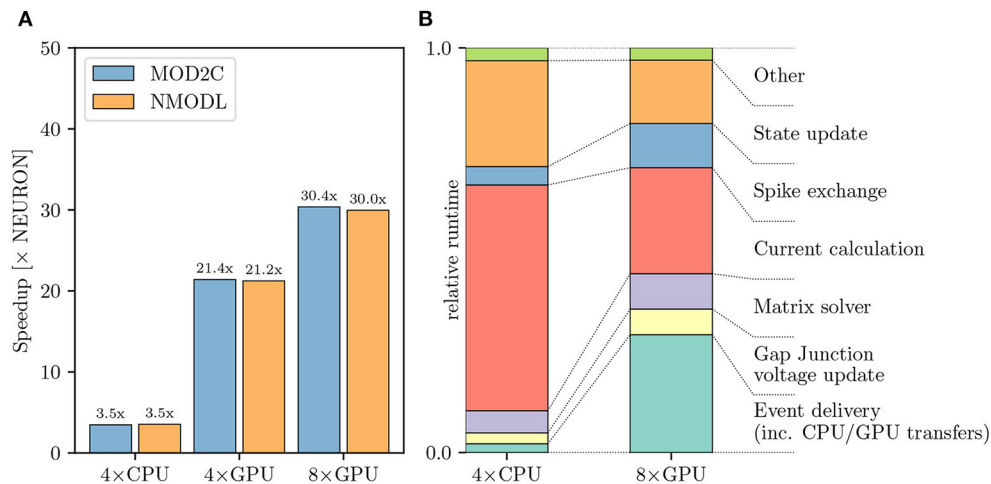 A
B
50
40
30
20
10
0
Speedup [× NEURON]
MOD2C
NMODL
3.5x
3.5x
21.4x
21.2x
30.4x
30.0x
4×CPU
4×GPU
8×GPU
1.0
0.0
relative runtime
4×CPU
8×GPU
Other
State update
Spike exchange
Current calculation
Matrix solver
Gap Junction
voltage update
Event delivery
(inc. CPU/GPU transfers)